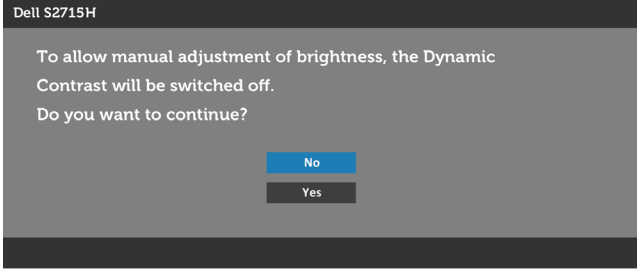 Dell S2715H
To allow manual adjustment of brightness, the Dynamic
Contrast will be switched off.
Do you want to continue?
No
Yes